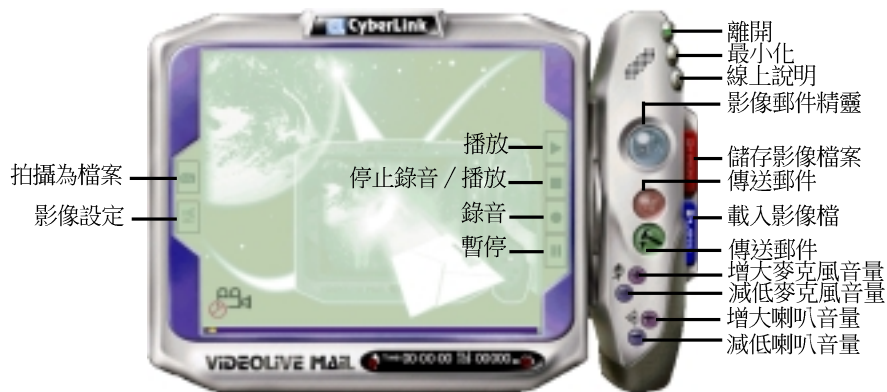 CyberLink
離開
最小化
線上說明
影像郵件精靈
播放
儲存影像檔案
拍攝為檔案
停止錄音 / 播放
傳送郵件
影像設定
錄音
載入影像檔
暫停
傳送郵件
增大麥克風音量
減低麥克風音量
增大喇叭音量
減低喇叭音量
VIDEOLIVE MAIL
00:00:00
00000